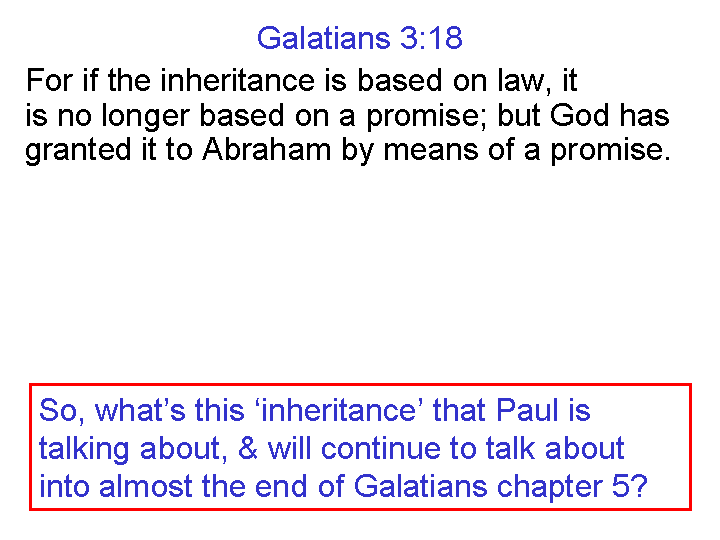 Galatians 3:18
For if the inheritance is based on law, it
is no longer based on a promise; but God has
granted it to Abraham by means of a promise.
So, what’s this ‘inheritance’ that Paul is
talking about, & will continue to talk about
into almost the end of Galatians chapter 5?